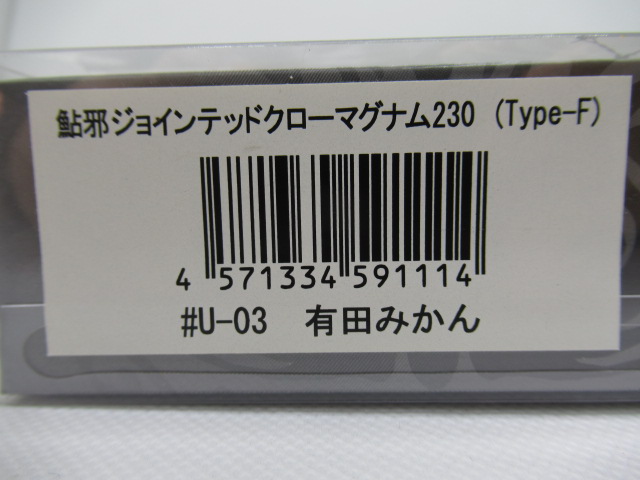 鮎邪ジョインテッドクローマグナム230 (Type-F)
4 571334 591114
#U-03 有田みかん